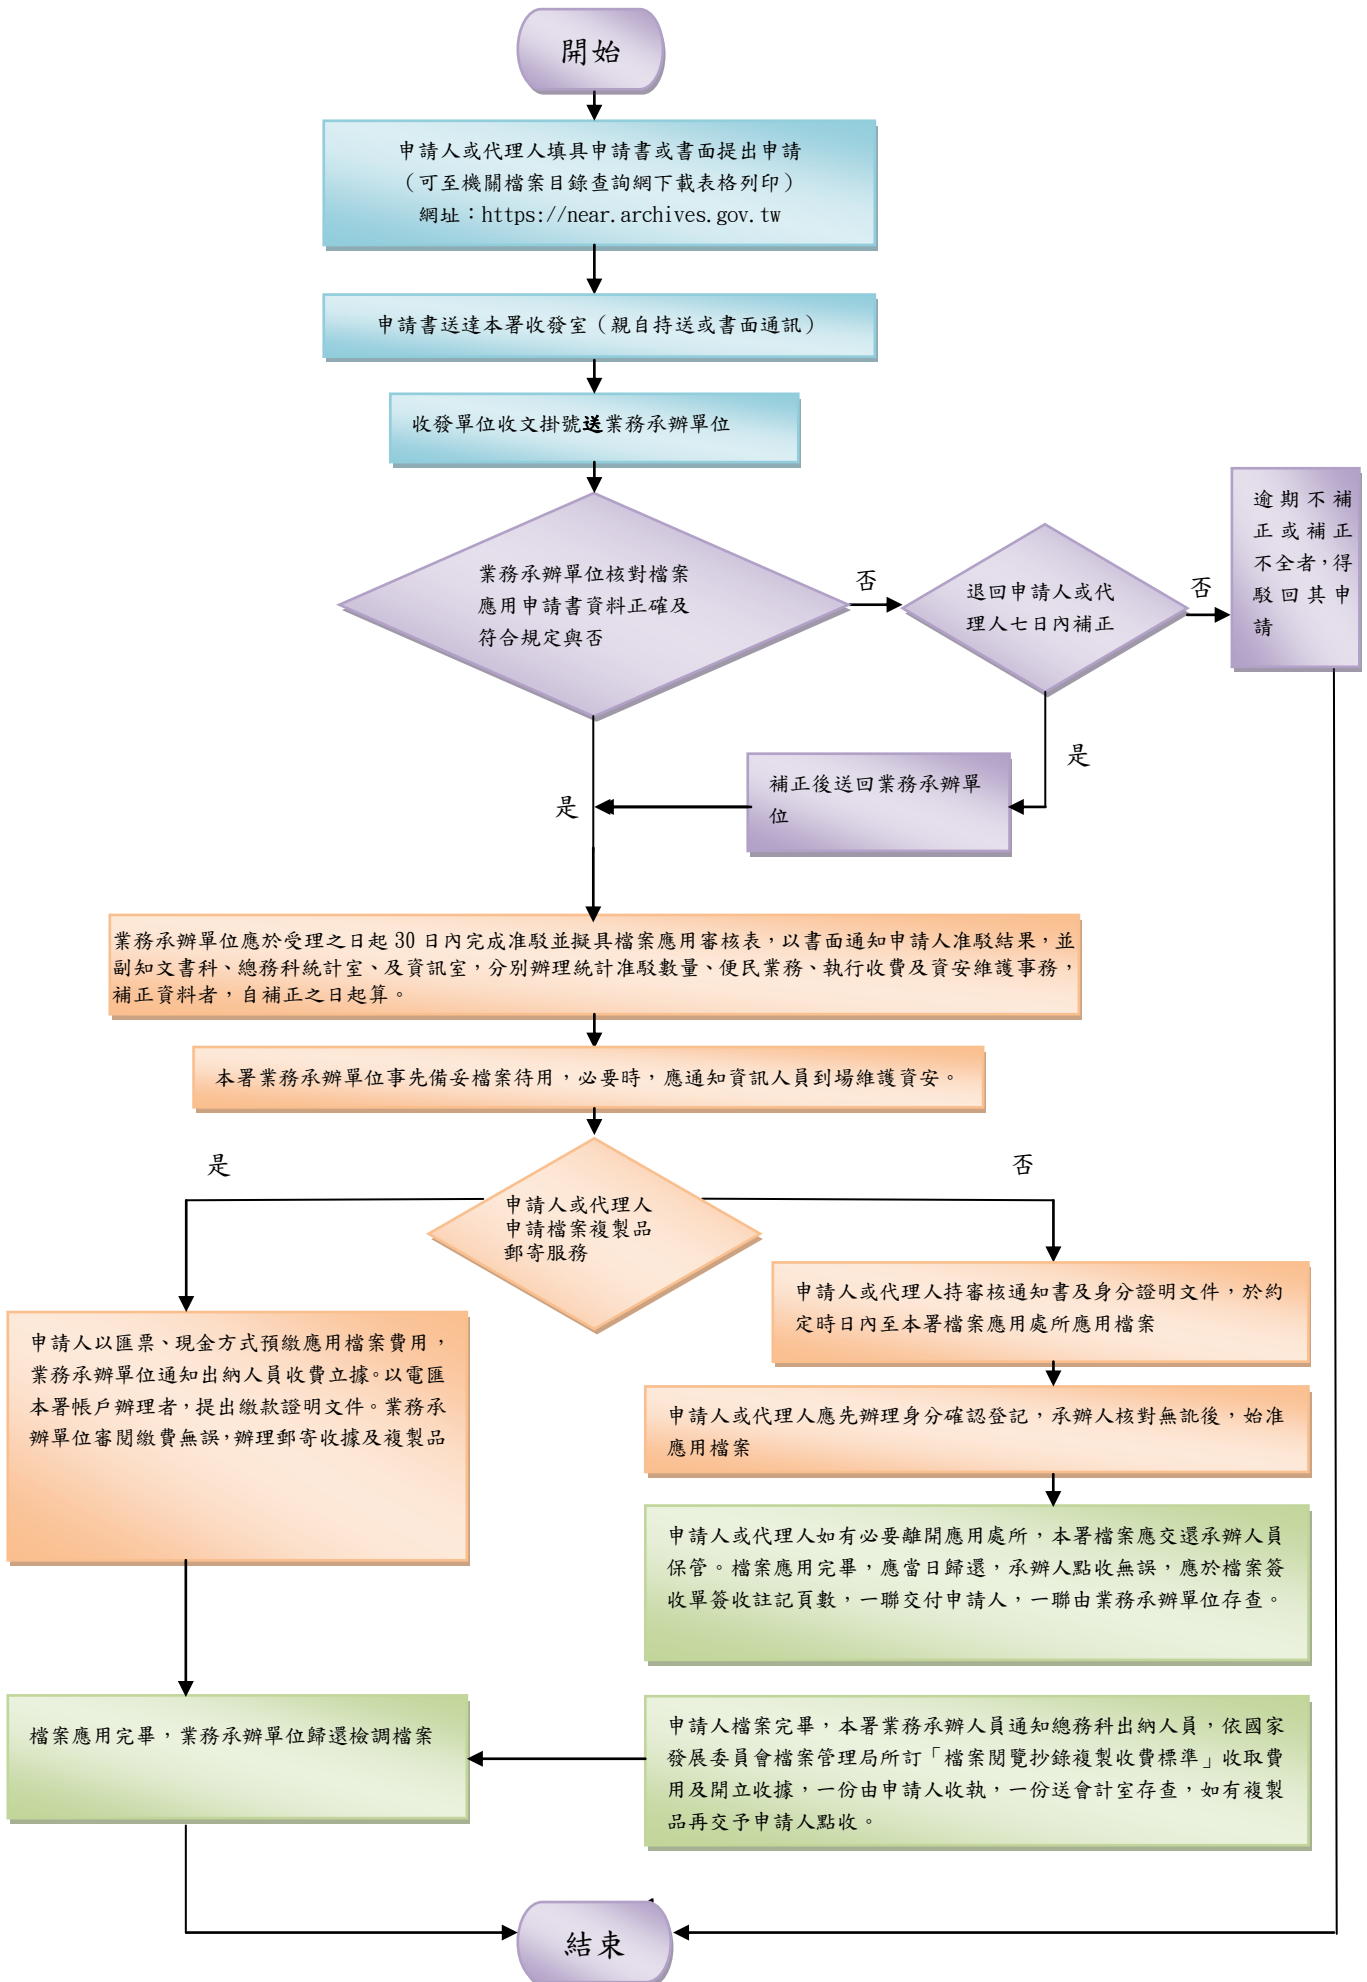 開始
申請人或代理人填具申請書或書面提出申請
（可至機關檔案目錄查詢網下載表格列印）
網址：https://near.archives.gov.tw
申請書送達本署收發室（親自持送或書面通訊）
收發單位收文掛號送業務承辦單位
業務承辦單位核對檔案
應用申請書資料正確及
符合規定與否
否
退回申請人或代
理人七日內補正
否
逾期不補
正或補正
不全者，得
駁回其申
請
是
補正後送回業務承辦單
位
是
業務承辦單位應於受理之日起 30 日內完成准駁並擬具檔案應用審核表，以書面通知申請人准駁結果，並
副知文書科、總務科統計室、及資訊室，分別辦理統計准駁數量、便民業務、執行收費及資安維護事務，
補正資料者，自補正之日起算。
本署業務承辦單位事先備妥檔案待用，必要時，應通知資訊人員到場維護資安。
申請人或代理人
申請檔案複製品
郵寄服務
是
否
申請人以匯票、現金方式預繳應用檔案費用，
業務承辦單位通知出納人員收費立據。以電匯
本署帳戶辦理者，提出繳款證明文件。業務承
辦單位審閱繳費無誤，辦理郵寄收據及複製品
申請人或代理人持審核通知書及身分證明文件，於約
定時日內至本署檔案應用處所應用檔案
申請人或代理人應先辦理身分確認登記，承辦人核對無訛後，始准
應用檔案
申請人或代理人如有必要離開應用處所，本署檔案應交還承辦人員
保管。檔案應用完畢，應當日歸還，承辦人點收無誤，應於檔案簽
收單簽收註記頁數，一聯交付申請人，一聯由業務承辦單位存查。
申請人檔案完畢，本署業務承辦人員通知總務科出納人員，依國家
發展委員會檔案管理局所訂「檔案閱覽抄錄複製收費標準」收取費
用及開立收據，一份由申請人收執，一份送會計室存查，如有複製
品再交予申請人點收。
檔案應用完畢，業務承辦單位歸還檢調檔案
結束